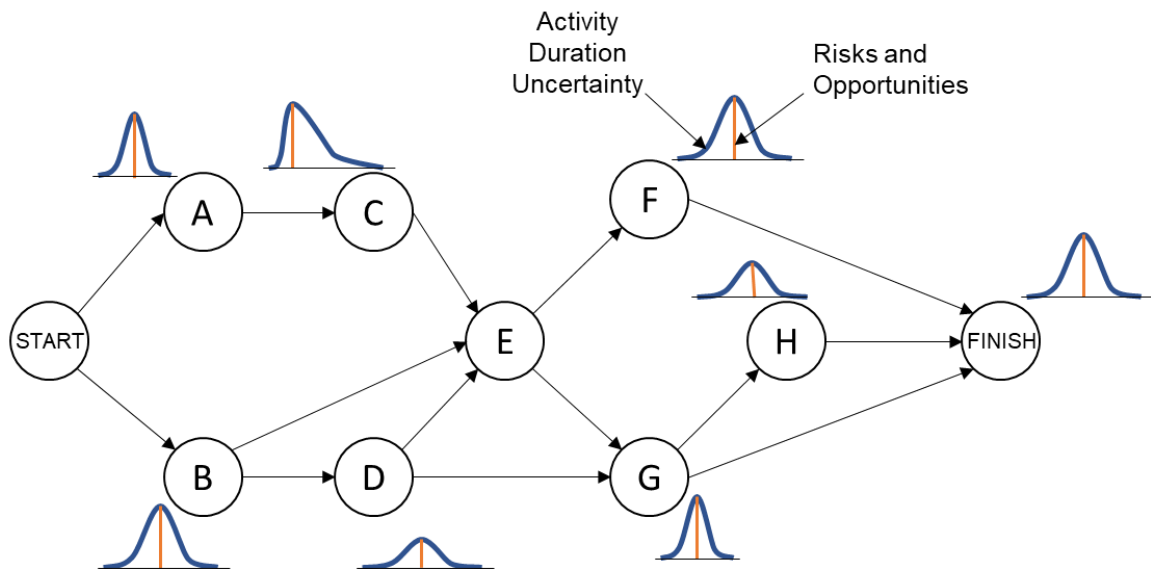 Activity
Duration
Uncertainty
Risks and
Opportunities
A
C
F
START
E
H
FINISH
B
D
G